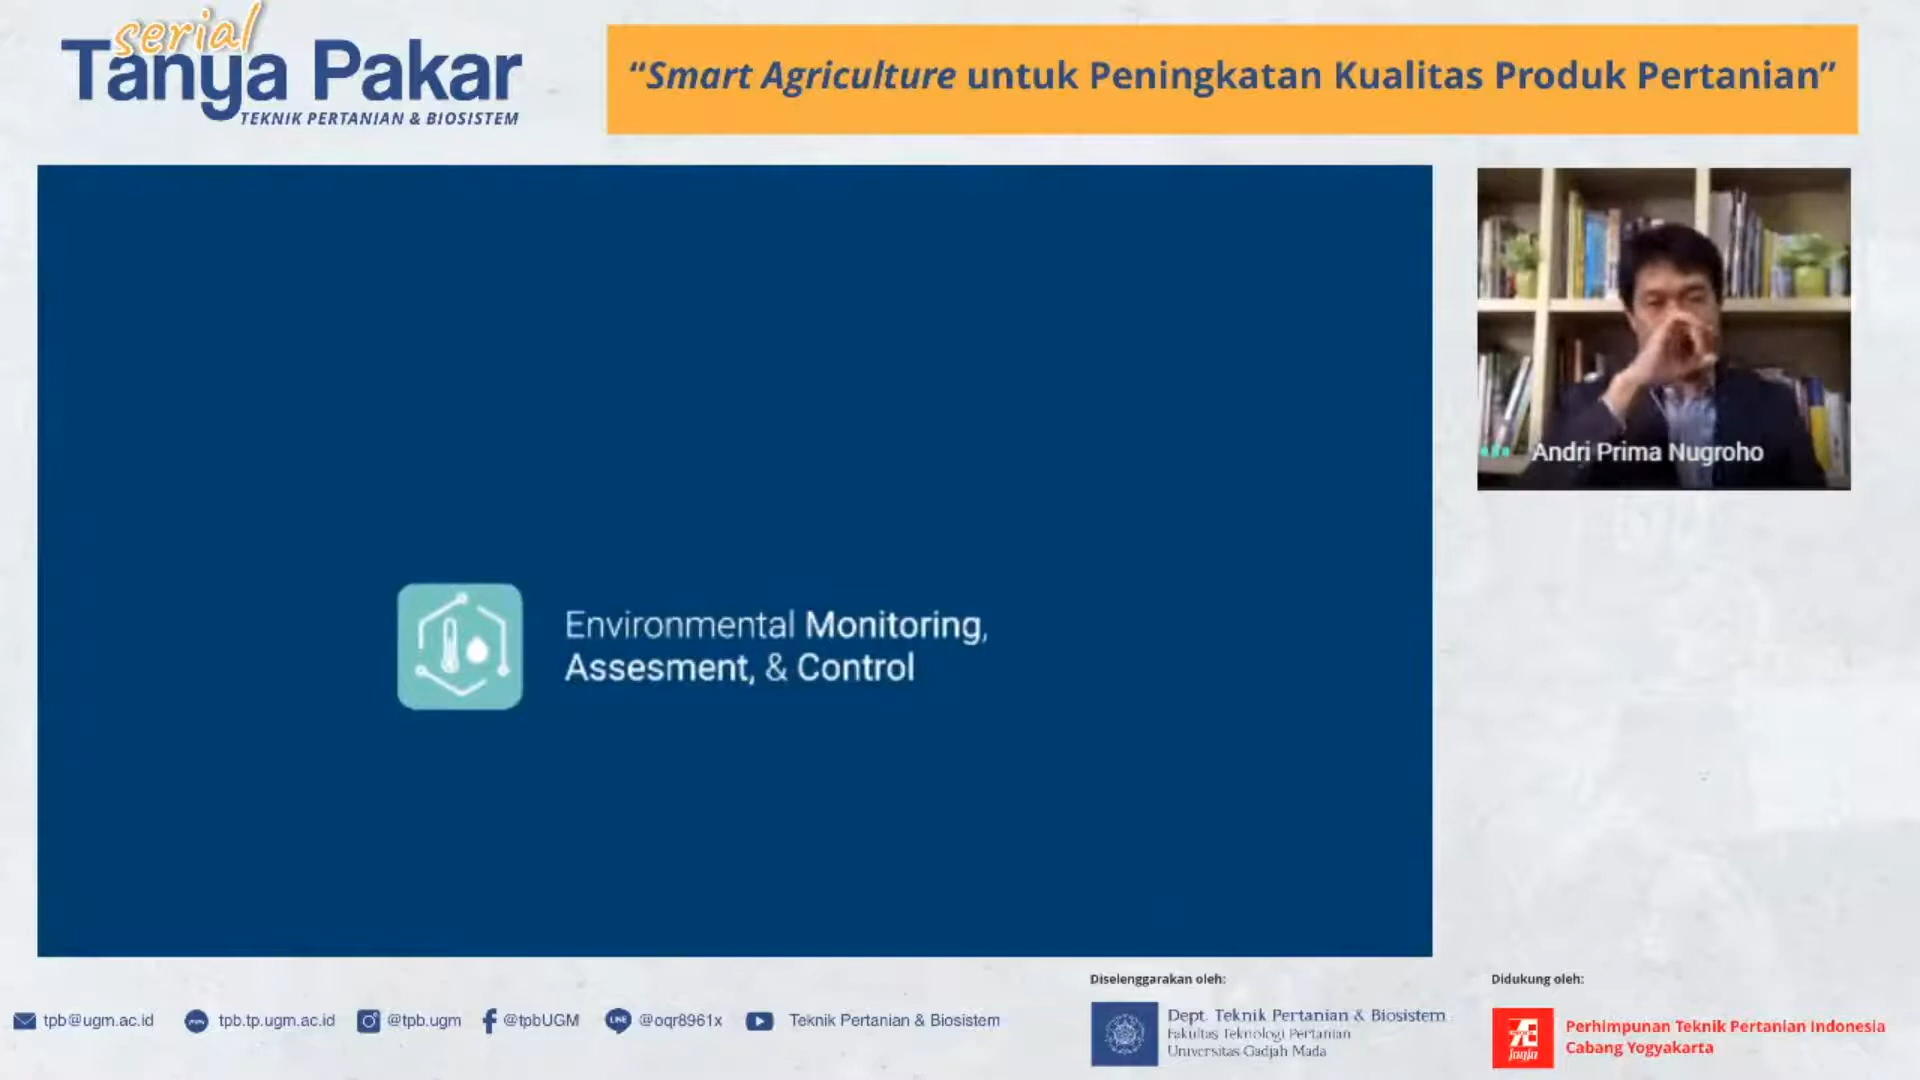 serial
Tanya Pakar
TEKNIK PERTANIAN & BIOSISTEM
“Smart Agriculture untuk Peningkatan Kualitas Produk Pertanian”
Environmental Monitoring,
Assesment, & Control
Andri Prima Nugroho
Diselenggarakan oleh:
Didukung oleh:
tpb@ugm.ac.id
tpb.tp.ugm.ac.id
@tpb.ugm
@tpbUGM
LINE
@oqr8961x
Teknik Pertanian & Biosistem
Dept. Teknik Pertanian & Biosistem
Fakultas Teknologi Pertanian
Universitas Gadjah Mada
Jogja
Perhimpunan Teknik Pertanian Indonesia
Cabang Yogyakarta